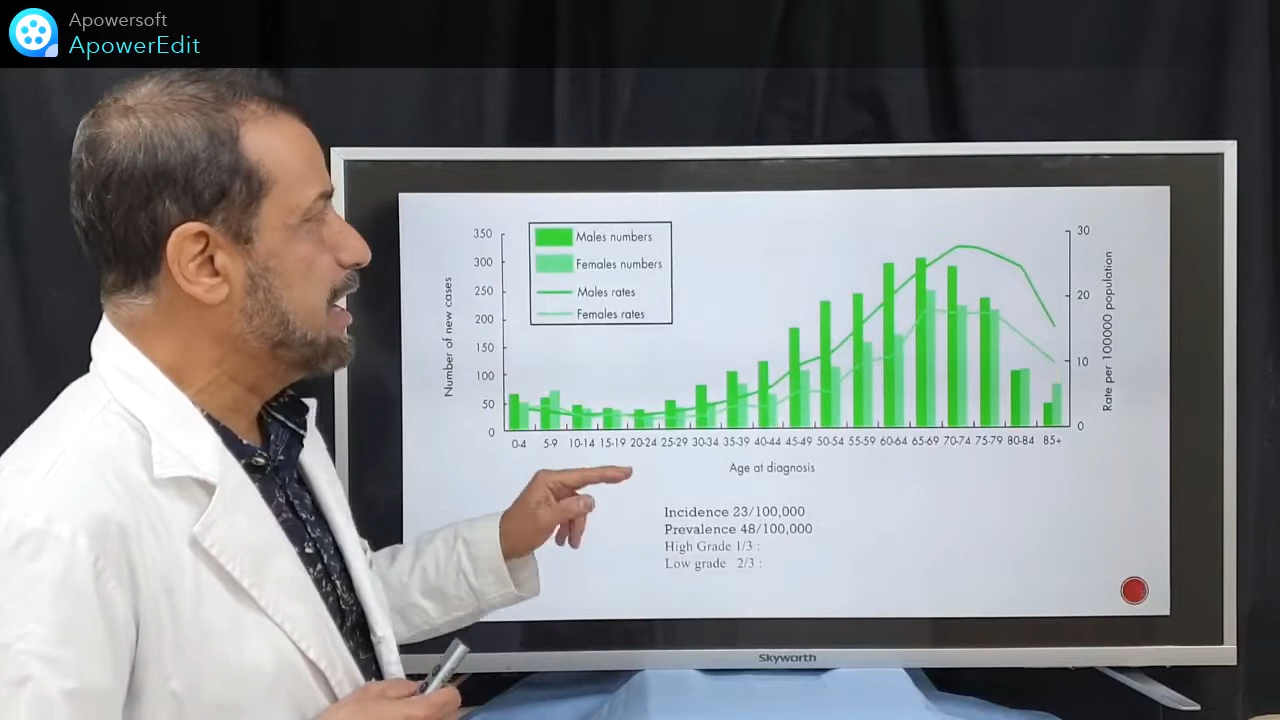 Apowersoft
ApowerEdit
350
300
250
200
150
100
50
0
Number of new cases
Males numbers
Females numbers
Males rates
Females rates
30
20
10
0
Rate per 100000 population
0-4 5-9 10-14 15-19 20-24 25-29 30-34 35-39 40-44 45-49 50-54 55-59 60-64 65-69 70-74 75-79 80-84 85+
Age at diagnosis
Incidence 23/100,000
Prevalence 48/100,000
High Grade 1/3 :
Low grade 2/3 :
Skyworth